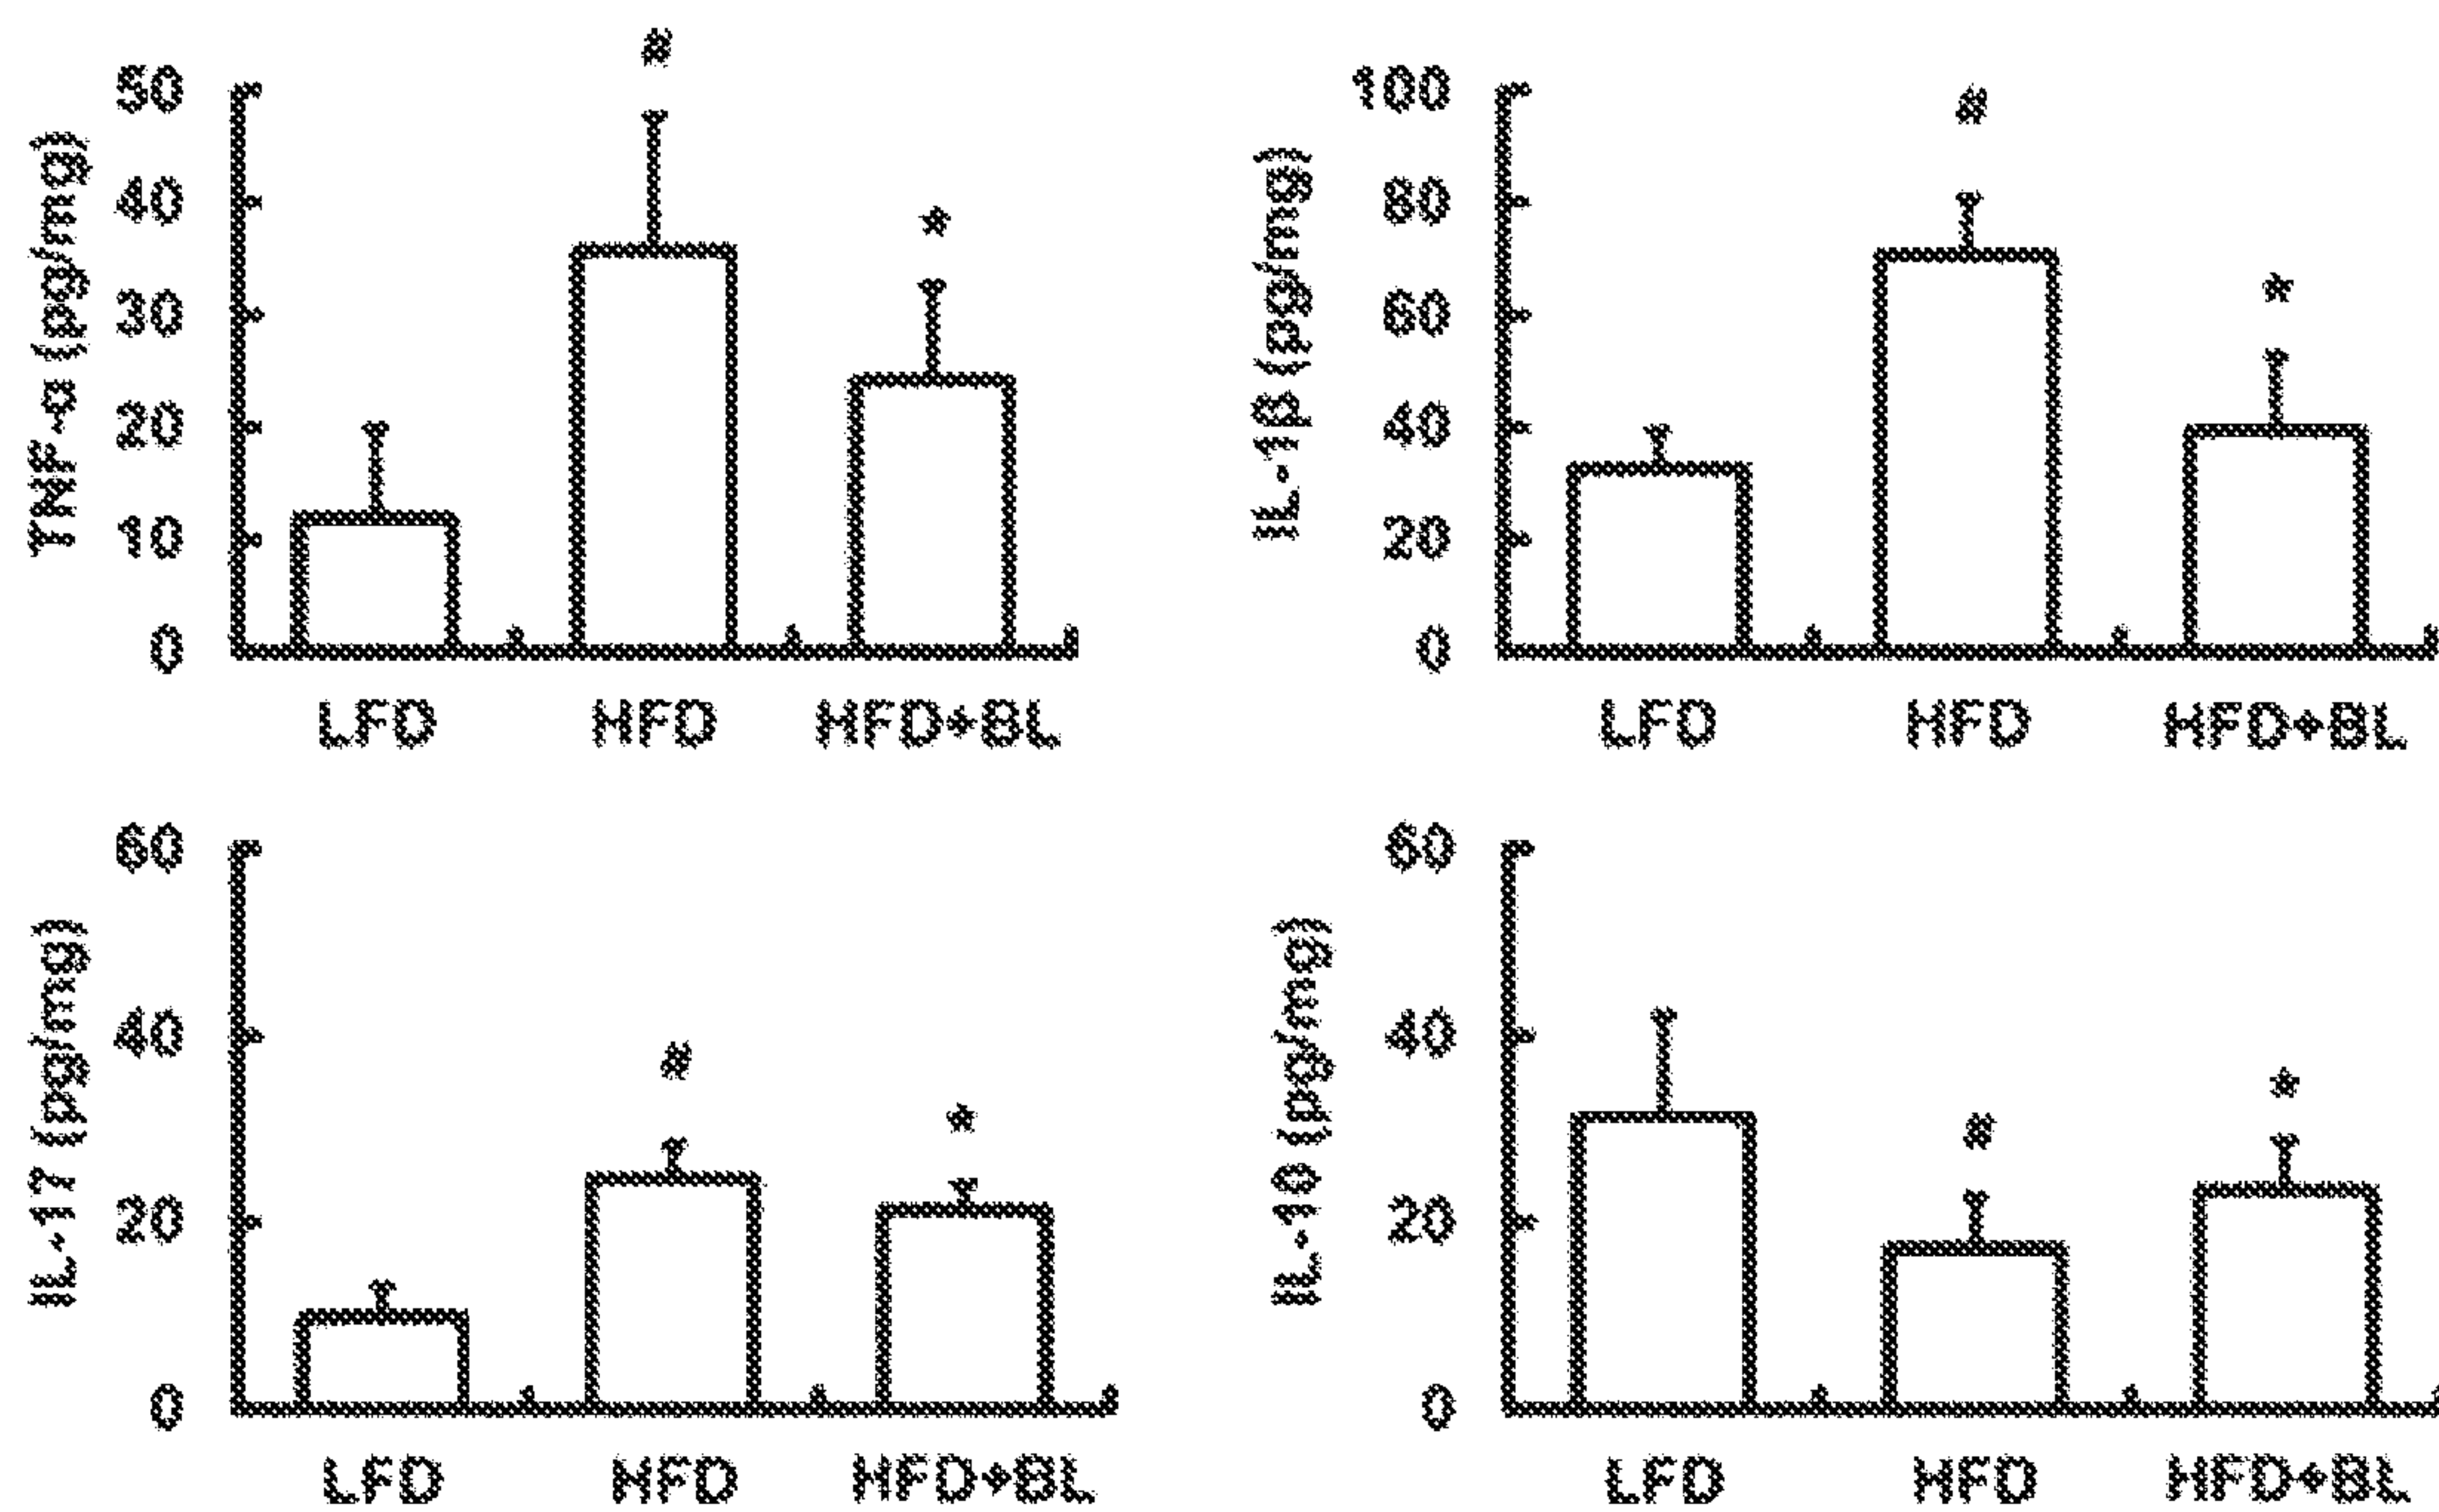 #
50
40
30
20
10
0
TNF-α (pg/mg)
*
LFD
HFD
HFD+BL
100
80
60
40
20
0
IL-1β (pg/mg)
#
*
LFD
HFD
HFD+BL
60
40
20
0
IL-17 (pg/mg)
#
*
LFD
HFD
HFD+BL
60
40
20
0
IL-10 (pg/mg)
#
*
LFD
HFD
HFD+BL